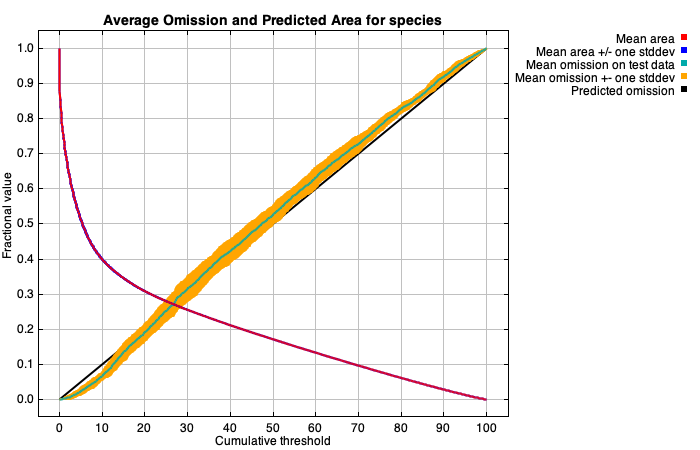 Average Omission and Predicted Area for species
Mean area
Mean area +/- one stddev
Mean omission on test data
Mean omission +- one stddev
Predicted omission
Fractional value
1.0
0.9
0.8
0.7
0.6
0.5
0.4
0.3
0.2
0.1
0.0
0 10 20 30 40 50 60 70 80 90 100
Cumulative threshold